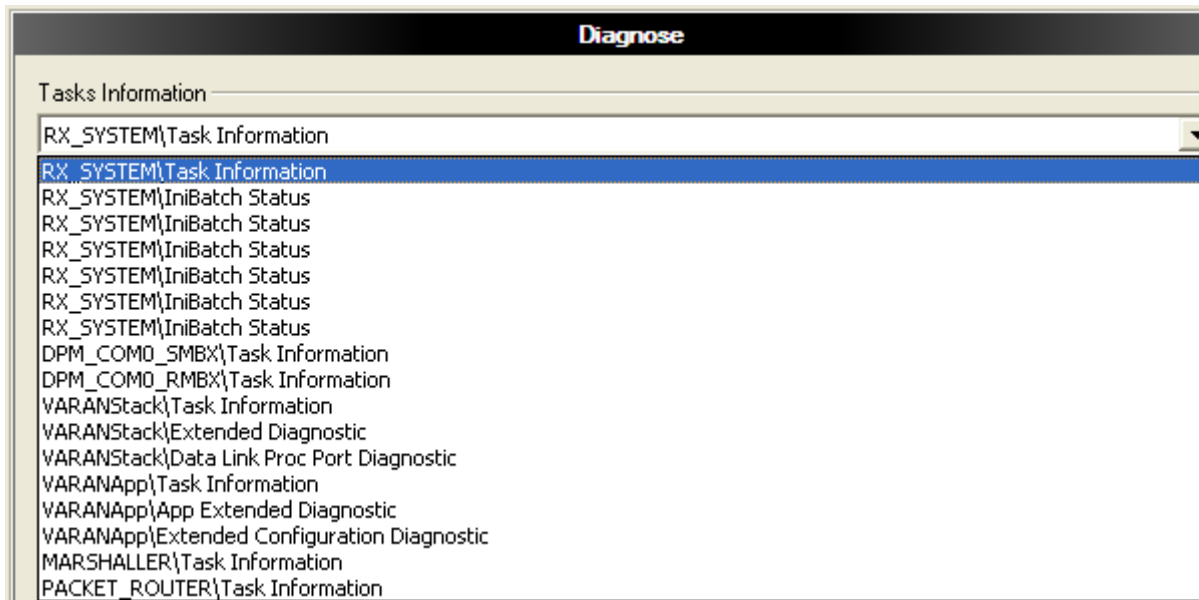 Diagnose
Tasks Information
RX_SYSTEM\Task Information
RX_SYSTEM\Task Information
RX_SYSTEM\IniBatch Status
RX_SYSTEM\IniBatch Status
RX_SYSTEM\IniBatch Status
RX_SYSTEM\IniBatch Status
RX_SYSTEM\IniBatch Status
RX_SYSTEM\IniBatch Status
DPM_COM0_SMBX\Task Information
DPM_COM0_RMBX\Task Information
VARANStack\Task Information
VARANStack\Extended Diagnostic
VARANStack\Data Link Proc Port Diagnostic
VARANApp\Task Information
VARANApp\App Extended Diagnostic
VARANApp\Extended Configuration Diagnostic
MARSHALLER\Task Information
PACKET_ROUTER\Task Information